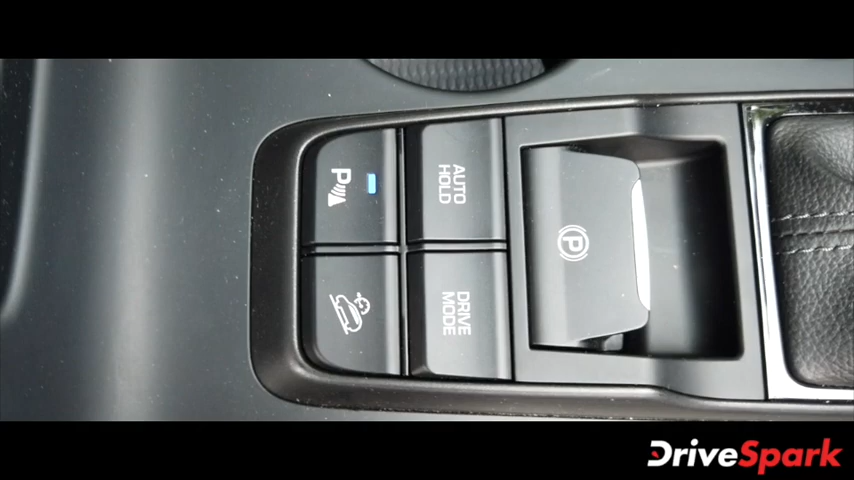 P
AUTO
HOLD
DRIVE
MODE
P
DriveSpark